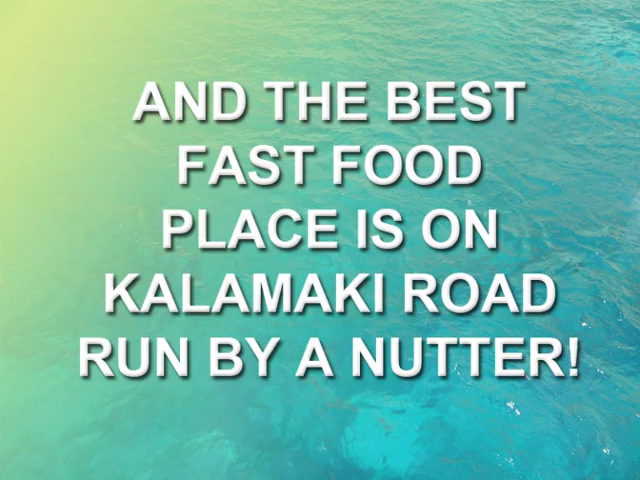 AND THE BEST
FAST FOOD
PLACE IS ON
KALAMAKI ROAD
RUN BY A NUTTER!